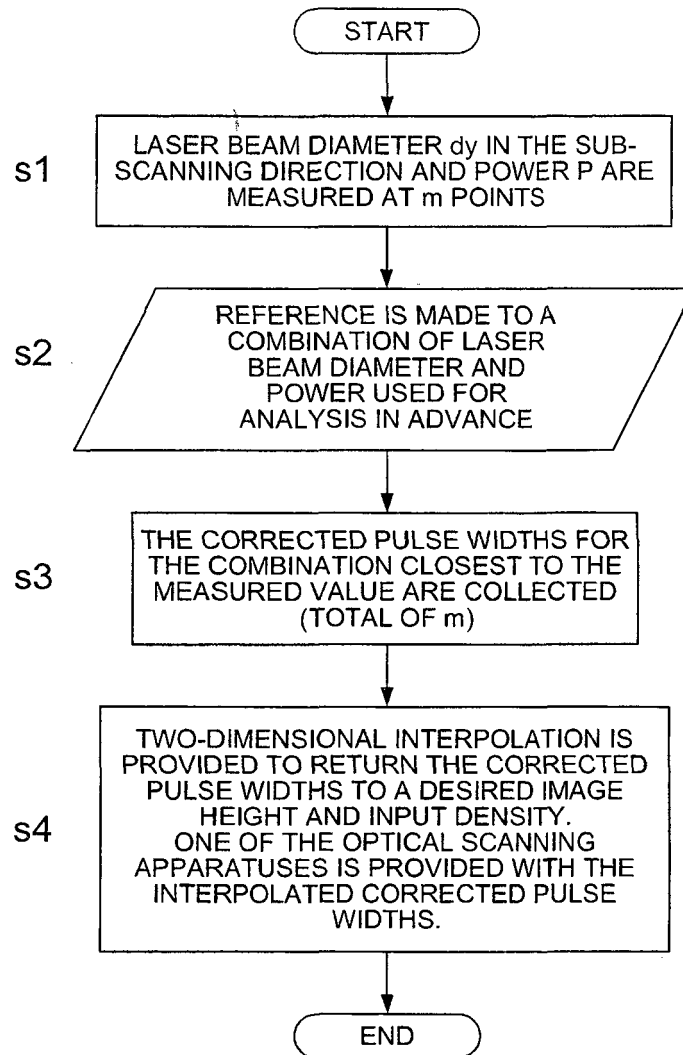 START
s1
LASER BEAM DIAMETER dy IN THE SUB-
SCANNING DIRECTION AND POWER P ARE
MEASURED AT m POINTS
s2
REFERENCE IS MADE TO A
COMBINATION OF LASER
BEAM DIAMETER AND
POWER USED FOR
ANALYSIS IN ADVANCE
s3
THE CORRECTED PULSE WIDTHS FOR
THE COMBINATION CLOSEST TO THE
MEASURED VALUE ARE COLLECTED
(TOTAL OF m)
s4
TWO-DIMENSIONAL INTERPOLATION IS
PROVIDED TO RETURN THE CORRECTED
PULSE WIDTHS TO A DESIRED IMAGE
HEIGHT AND INPUT DENSITY.
ONE OF THE OPTICAL SCANNING
APPARATUSES IS PROVIDED WITH THE
INTERPOLATED CORRECTED PULSE
WIDTHS.
END